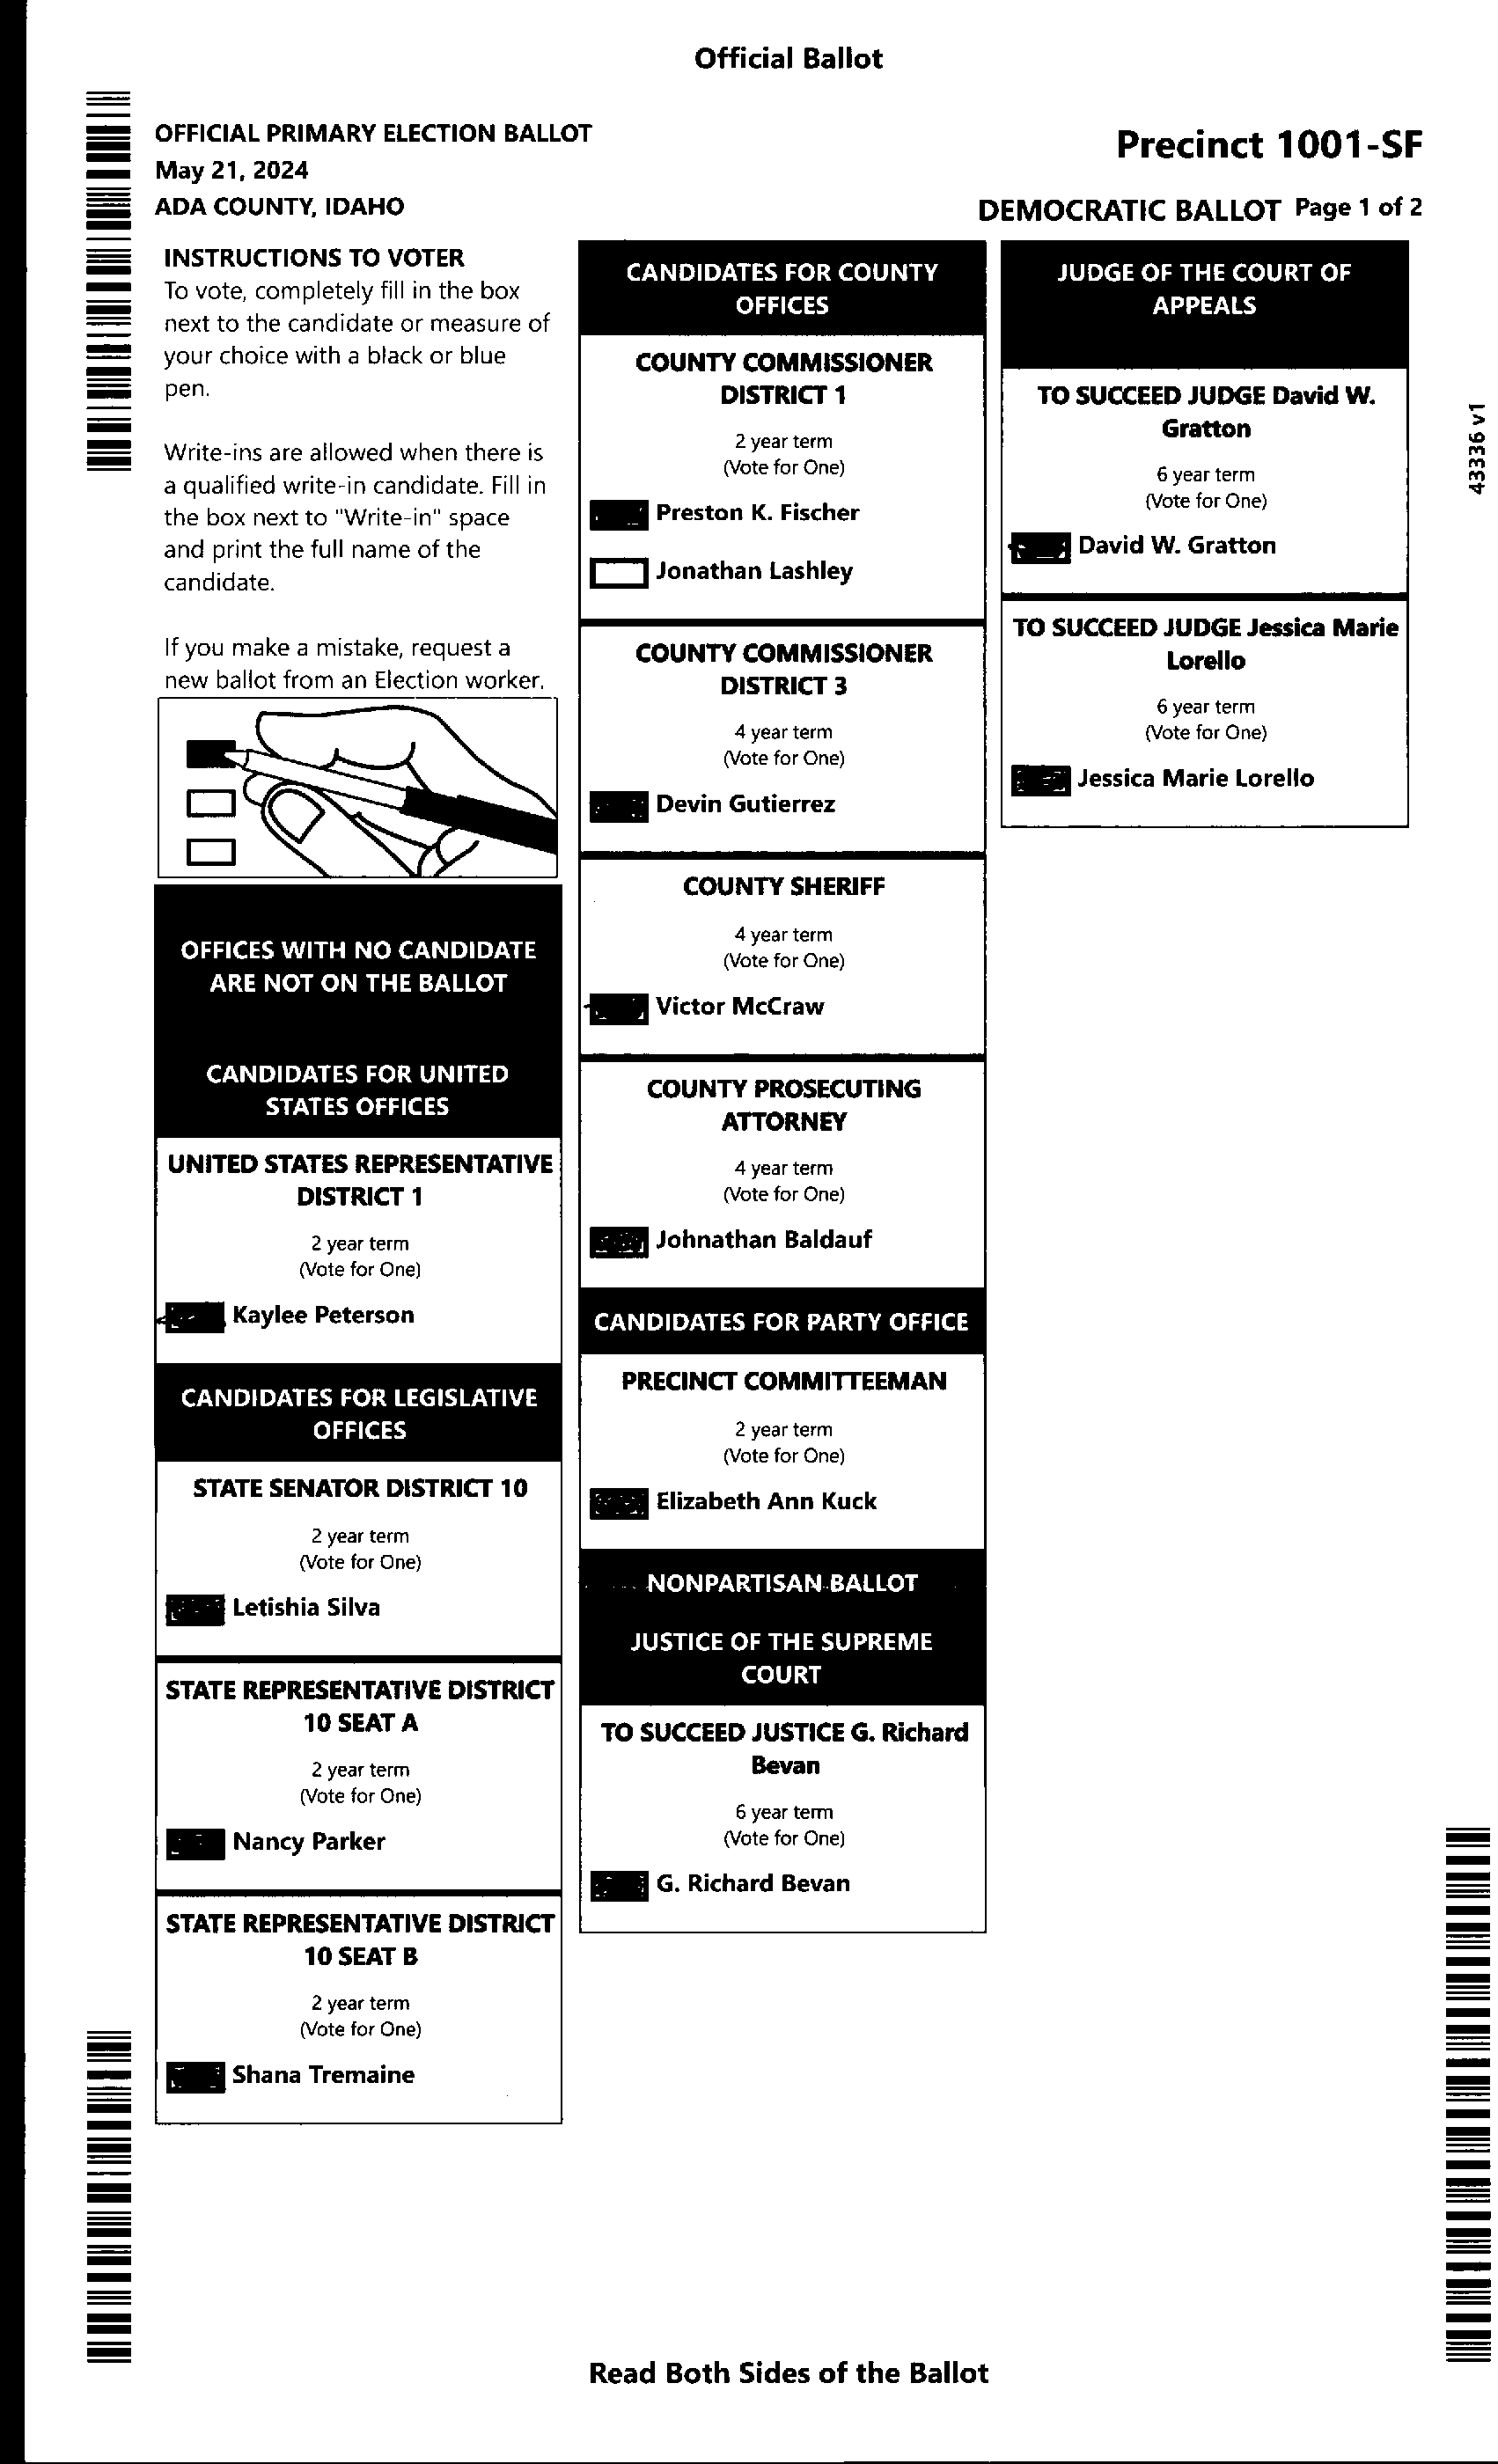 Official Ballot
OFFICIAL PRIMARY ELECTION BALLOT
May 21, 2024
ADA COUNTY, IDAHO
Precinct 1001-SF
DEMOCRATIC BALLOT Page 1 of 2
INSTRUCTIONS TO VOTER
To vote, completely fill in the box
next to the candidate or measure of
your choice with a black or blue
pen.
Write-ins are allowed when there is
a qualified write-in candidate. Fill in
the box next to "Write-in" space
and print the full name of the
candidate.
If you make a mistake, request a
new ballot from an Election worker.
OFFICES WITH NO CANDIDATE
ARE NOT ON THE BALLOT
CANDIDATES FOR UNITED
STATES OFFICES
UNITED STATES REPRESENTATIVE
DISTRICT 1
2 year term
(Vote for One)
Kaylee Peterson
CANDIDATES FOR LEGISLATIVE
OFFICES
STATE SENATOR DISTRICT 10
2 year term
(Vote for One)
Letishia Silva
STATE REPRESENTATIVE DISTRICT
10 SEAT A
2 year term
(Vote for One)
Nancy Parker
STATE REPRESENTATIVE DISTRICT
10 SEAT B
2 year term
(Vote for One)
Shana Tremaine
CANDIDATES FOR COUNTY
OFFICES
COUNTY COMMISSIONER
DISTRICT 1
2 year term
(Vote for One)
Preston K. Fischer
Jonathan Lashley
COUNTY COMMISSIONER
DISTRICT 3
4 year term
(Vote for One)
Devin Gutierrez
COUNTY SHERIFF
4 year term
(Vote for One)
Victor McCraw
COUNTY PROSECUTING
ATTORNEY
4 year term
(Vote for One)
Johnathan Baldauf
CANDIDATES FOR PARTY OFFICE
PRECINCT COMMITTEEMAN
2 year term
(Vote for One)
Elizabeth Ann Kuck
NONPARTISAN BALLOT
JUSTICE OF THE SUPREME
COURT
TO SUCCEED JUSTICE G. Richard
Bevan
6 year term
(Vote for One)
G. Richard Bevan
JUDGE OF THE COURT OF
APPEALS
TO SUCCEED JUDGE David W.
Gratton
6 year term
(Vote for One)
David W. Gratton
TO SUCCEED JUDGE Jessica Marie
Lorello
6 year term
(Vote for One)
Jessica Marie Lorello
43336 v1
Read Both Sides of the Ballot